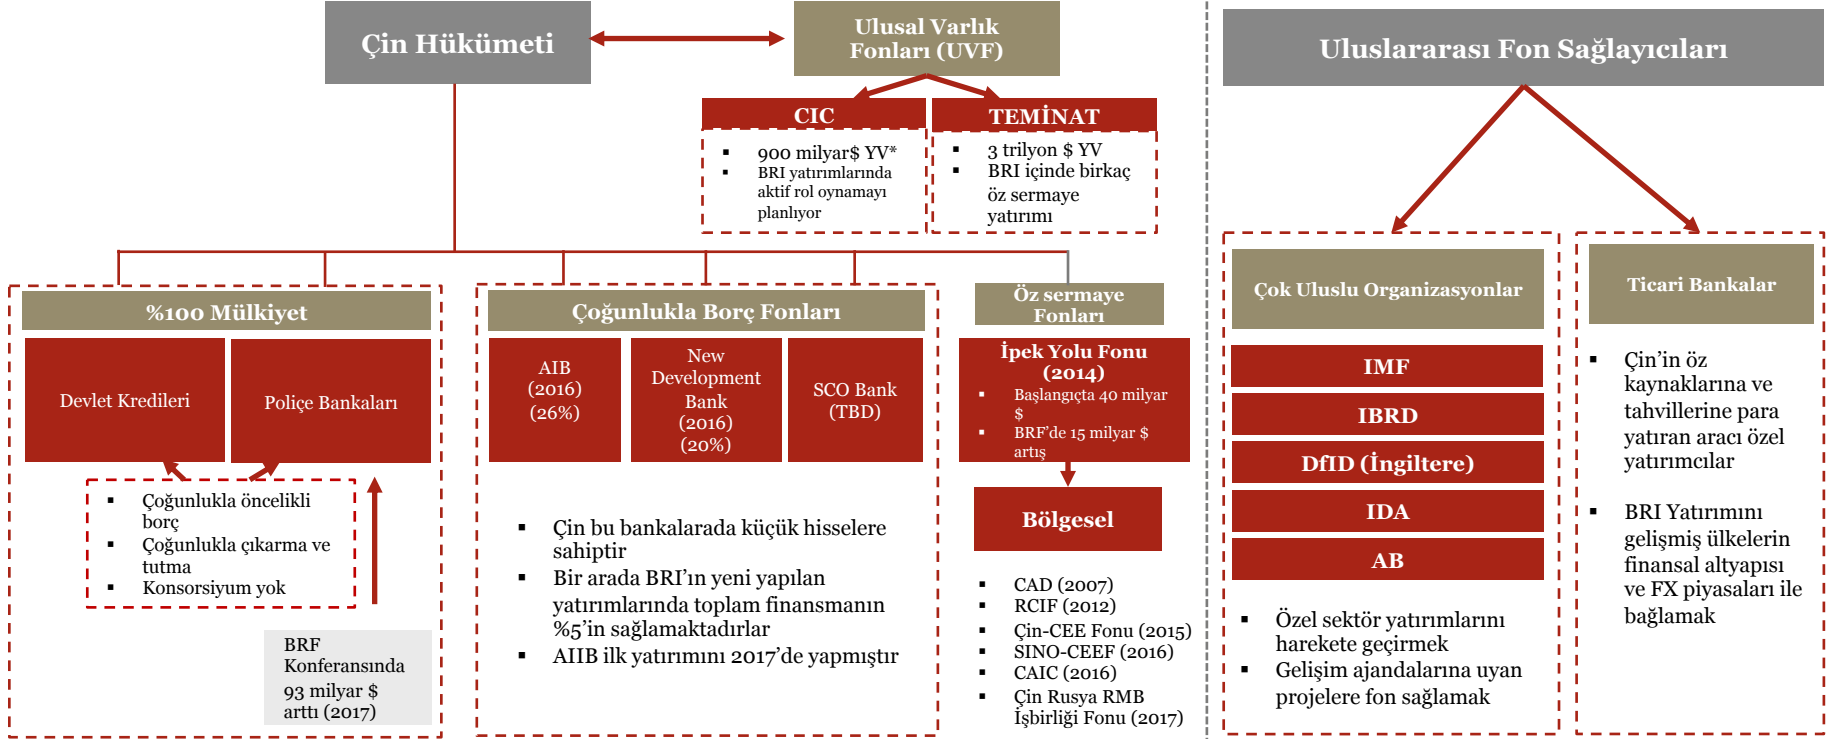 Çin Hükümeti
Ulusal Varlık
Fonları (UVF)
CIC
▪ 900 milyar$ YV*
▪ BRI yatırımlarında
aktif rol oynamayı
planlıyor
TEMİNAT
▪ 3 trilyon $ YV
▪ BRI içinde birkaç
öz sermaye
yatırımı
%100 Mülkiyet
Devlet Kredileri
Poliçe Bankaları
▪ Çoğunlukla öncelikli
borç
▪ Çoğunlukla çıkarma ve
tutma
▪ Konsorsiyum yok
BRF
Konferansında
93 milyar $
arttı (2017)
Çoğunlukla Borç Fonları
AIB
(2016)
(26%)
New
Development
Bank
(2016)
(20%)
SCO Bank
(TBD)
▪ Çin bu bankalarada küçük hisselere
sahiptir
▪ Bir arada BRI’ın yeni yapılan
yatırımlarında toplam finansmanın
%5’in sağlamaktadırlar
▪ AIIB ilk yatırımını 2017’de yapmıştır
Öz sermaye
Fonları
İpek Yolu Fonu
(2014)
▪ Başlangıçta 40 milyar
$
▪ BRF’de 15 milyar $
artış
Bölgesel
▪ CAD (2007)
▪ RCIF (2012)
▪ Çin-CEE Fonu (2015)
▪ SINO-CEEF (2016)
▪ CAIC (2016)
▪ Çin Rusya RMB
İşbirliği Fonu (2017)
Uluslararası Fon Sağlayıcıları
Çok Uluslu Organizasyonlar
IMF
IBRD
DfID (İngiltere)
IDA
AB
▪ Özel sektör yatırımlarını
harekete geçirmek
▪ Gelişim ajandalarına uyan
projelere fon sağlamak
Ticari Bankalar
▪ Çin’in öz
kaynaklarına ve
tahvillerine para
yatıran aracı özel
yatırımcılar
▪ BRI Yatırımını
gelişmiş ülkelerin
finansal altyapısı
ve FX piyasaları ile
bağlamak